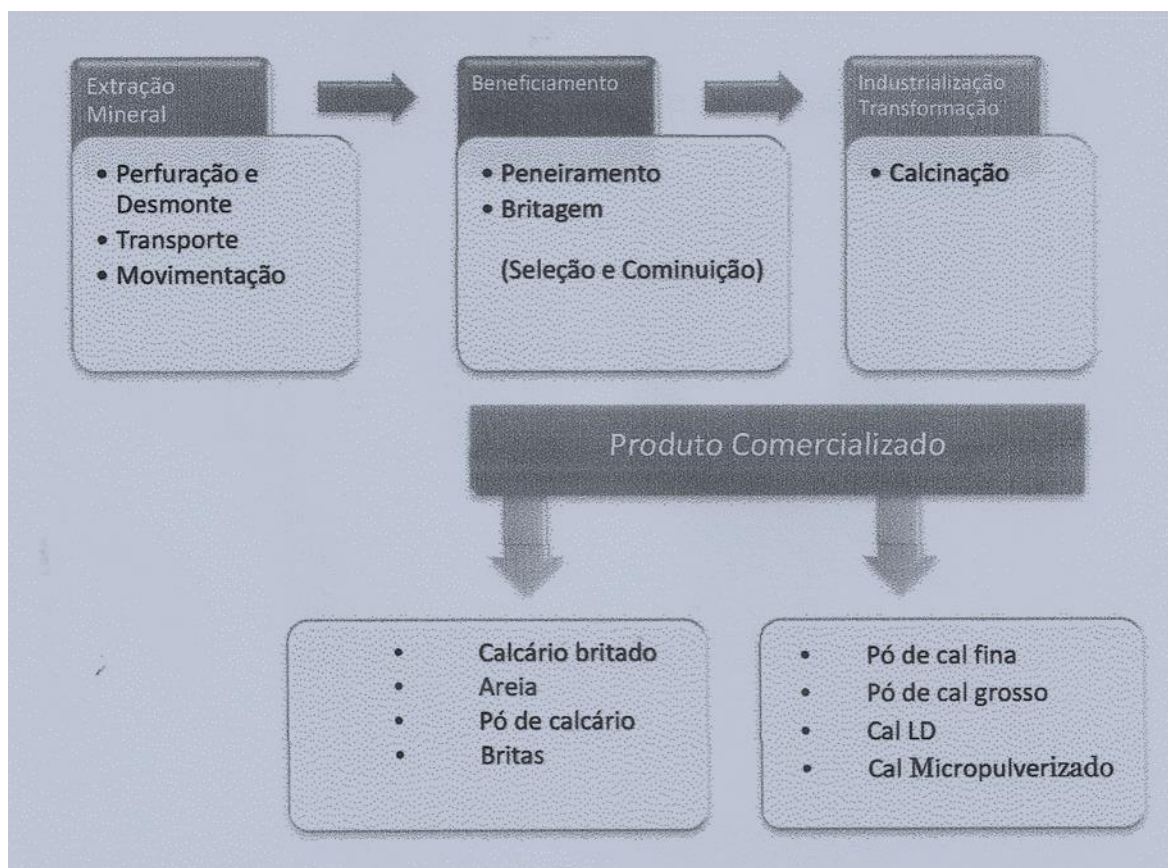 Extração
Mineral
• Perfuração e
Desmonte
• Transporte
• Movimentação
Beneficiamento
• Peneiramento
• Britagem
(Seleção e Cominuição)
Industrialização
Transformação
• Calcinação
Produto Comercializado
• Calcário britado
• Areia
• Pó de calcário
• Britas
• Pó de cal fina
• Pó de cal grosso
• Cal LD
• Cal Micropulverizado